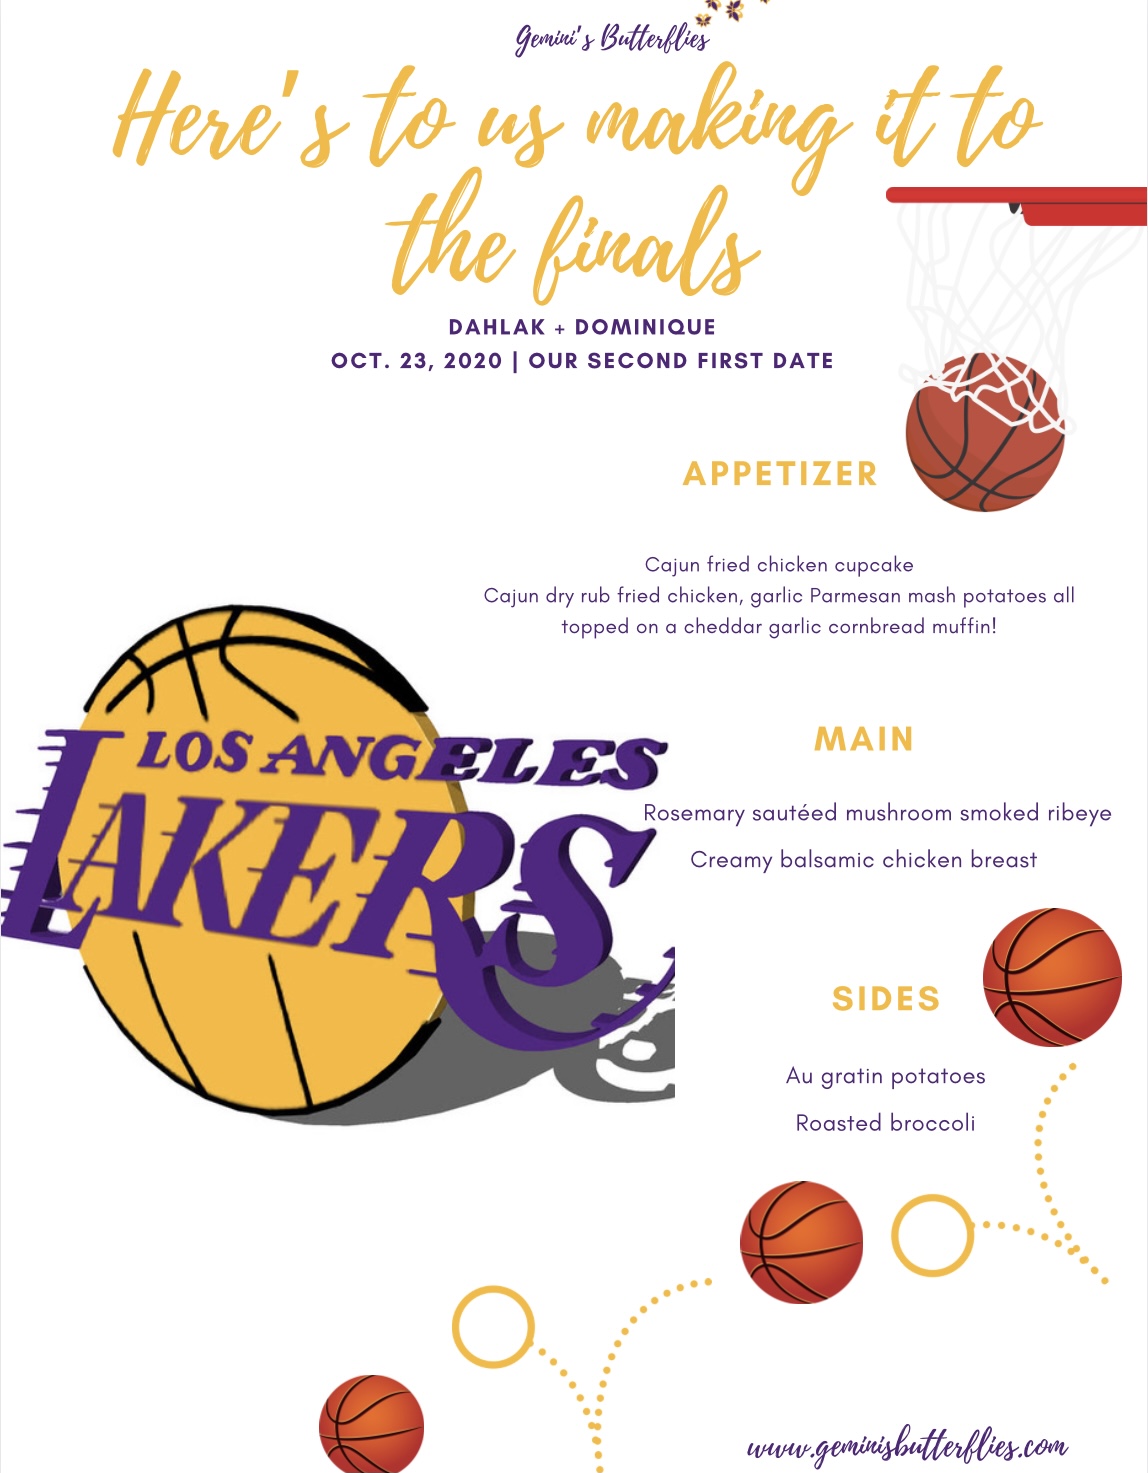 Gemini's Butterflies
Here's to us making it to
the finals
DAHLAK + DOMINIQUE
OCT. 23, 2020 | OUR SECOND FIRST DATE
APPETIZER
Cajun fried chicken cupcake
Cajun dry rub fried chicken, garlic Parmesan mash potatoes all
topped on a cheddar garlic cornbread muffin!
LOS ANGELES
LAKERS
MAIN
Rosemary sautéed mushroom smoked ribeye
Creamy balsamic chicken breast
SIDES
Au gratin potatoes
Roasted broccoli
www.geminisbutterflies.com